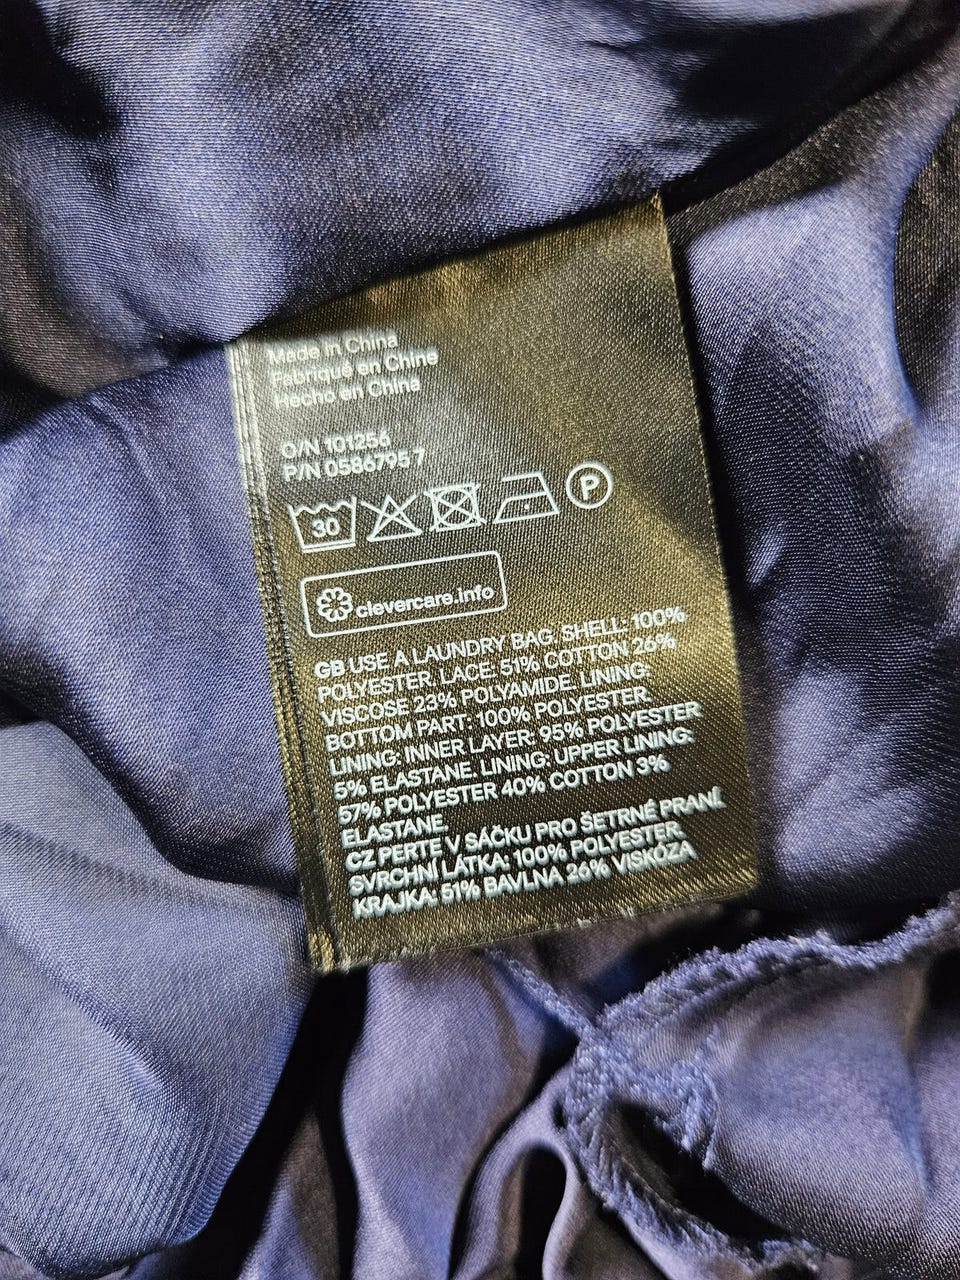 Made in China
Fabriqué en Chine
Hecho en China
O/N 101256
P/N 0586795 7
30 P
clevercare.info
GB USE A LAUNDRY BAG. SHELL: 100%
POLYESTER. LACE: 51% COTTON 26%
VISCOSE 23% POLYAMIDE. LINING:
BOTTOM PART: 100% POLYESTER.
LINING: INNER LAYER: 95% POLYESTER
5% ELASTANE. LINING: UPPER LINING:
57% POLYESTER 40% COTTON 3%
ELASTANE.
CZ PERTE V SÁČKU PRO ŠETRNÉ PRANÍ.
SVRCHNÍ LÁTKA: 100% POLYESTER.
KRAJKA: 51% BAVLNA 26% VISKÓZA